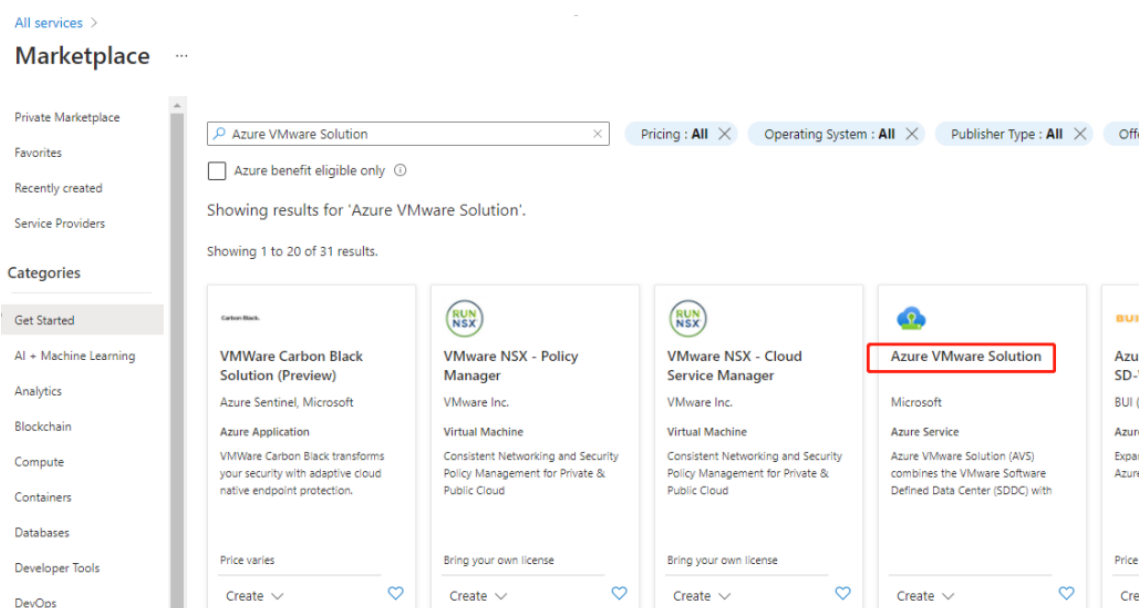 All services >
Marketplace ...
Private Marketplace
Favorites
Recently created
Service Providers
Categories
Get Started
AI + Machine Learning
Analytics
Blockchain
Compute
Containers
Databases
Developer Tools
DevOps
Azure VMware Solution
Pricing : All
Operating System : All
Publisher Type : All
Azure benefit eligible only
Showing results for 'Azure VMware Solution'.
Showing 1 to 20 of 31 results.
Carbon Black.
VMWare Carbon Black
Solution (Preview)
Azure Sentinel, Microsoft
Azure Application
VMWare Carbon Black transforms
your security with adaptive cloud
native endpoint protection.
Price varies
Create
RUN
NSX
VMware NSX - Policy
Manager
VMware Inc.
Virtual Machine
Consistent Networking and Security
Policy Management for Private &
Public Cloud
Bring your own license
Create
RUN
NSX
VMware NSX - Cloud
Service Manager
VMware Inc.
Virtual Machine
Consistent Networking and Security
Policy Management for Private &
Public Cloud
Bring your own license
Create
Azure VMware Solution
Microsoft
Azure Service
Azure VMware Solution (AVS)
combines the VMware Software
Defined Data Center (SDDC) with
Create
BUI
BUI (
Price